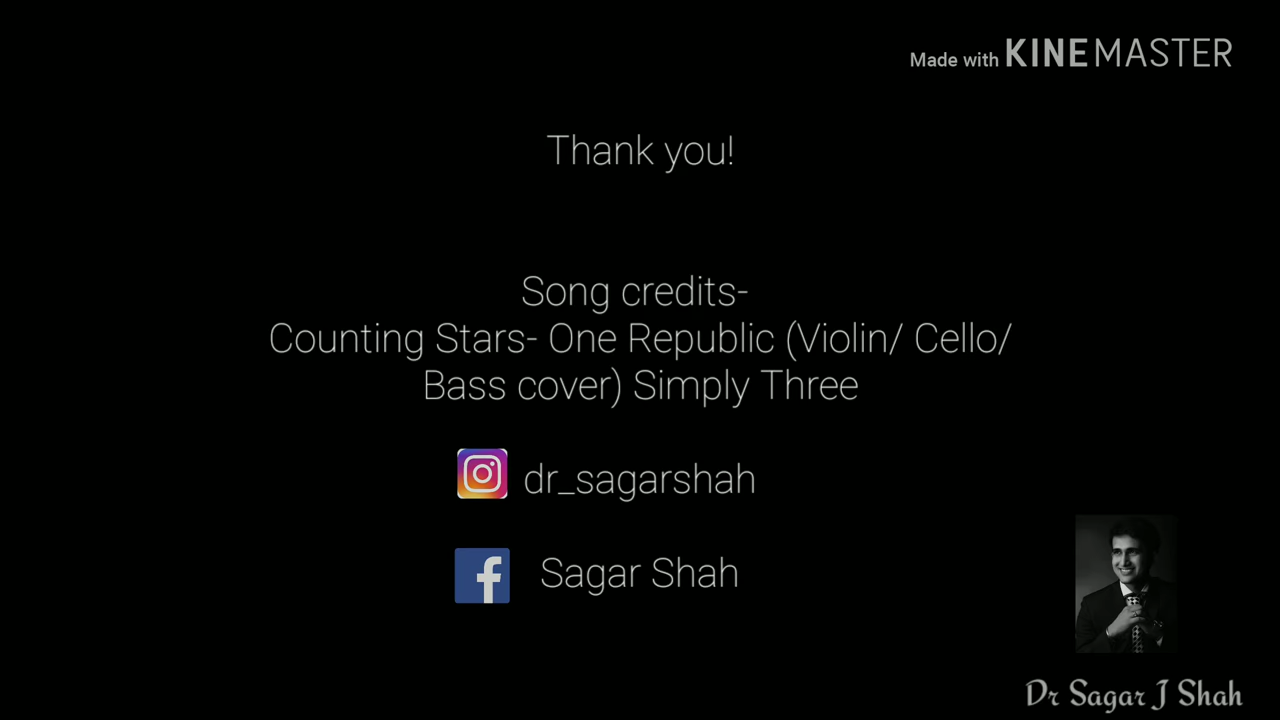 Made with KINEMASTER
Thank you!
Song credits-
Counting Stars- One Republic (Violin/ Cello/
Bass cover) Simply Three
dr_sagarshah
Sagar Shah
Dr Sagar J Shah